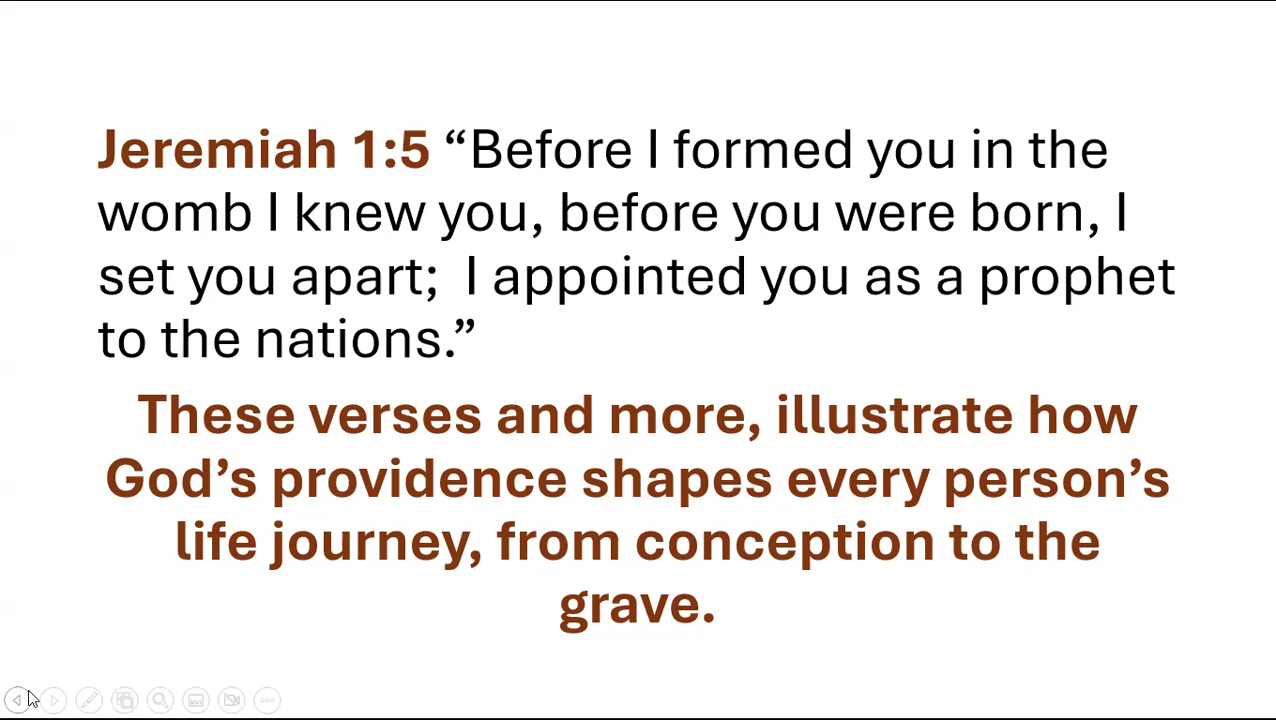 Jeremiah 1:5 “Before I formed you in the
womb I knew you, before you were born, I
set you apart;  I appointed you as a prophet
to the nations.”
These verses and more, illustrate how
God’s providence shapes every person’s
life journey, from conception to the
grave.